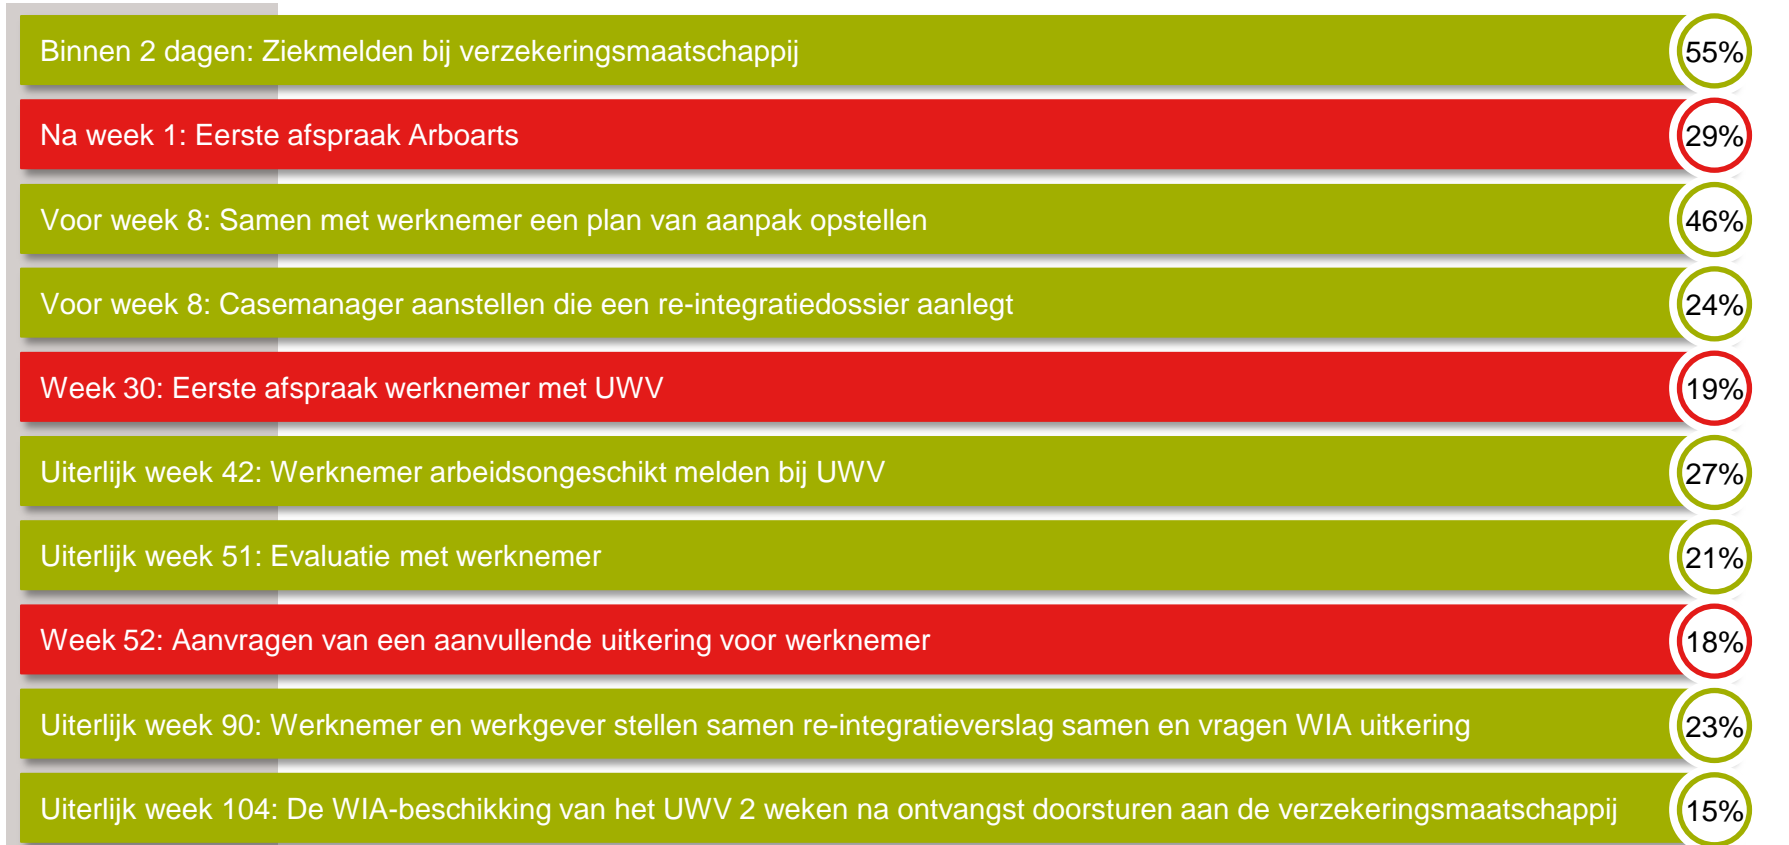 Binnen 2 dagen: Ziekmelden bij verzekeringsmaatschappij 55%
Na week 1: Eerste afspraak Arboarts 29%
Voor week 8: Samen met werknemer een plan van aanpak opstellen 46%
Voor week 8: Casemanager aanstellen die een re-integratiedossier aanlegt 24%
Week 30: Eerste afspraak werknemer met UWV 19%
Uiterlijk week 42: Werknemer arbeidsongeschikt melden bij UWV 27%
Uiterlijk week 51: Evaluatie met werknemer 21%
Week 52: Aanvragen van een aanvullende uitkering voor werknemer 18%
Uiterlijk week 90: Werknemer en werkgever stellen samen re-integratieverslag samen en vragen WIA uitkering 23%
Uiterlijk week 104: De WIA-beschikking van het UWV 2 weken na ontvangst doorsturen aan de verzekeringsmaatschappij 15%